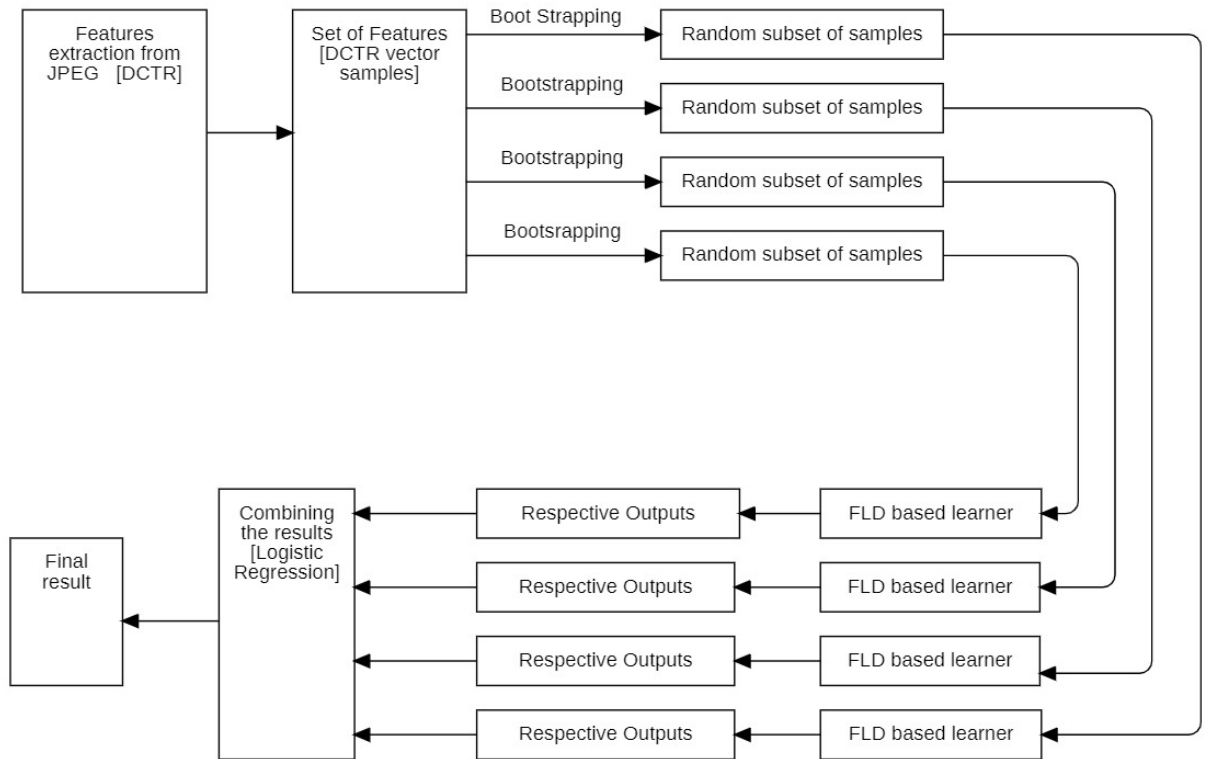 Features
extraction from
JPEG [DCTR]
Set of Features
[DCTR vector
samples]
Boot Strapping
Random subset of samples
Bootstrapping
Random subset of samples
Bootstrapping
Random subset of samples
Bootsrapping
Random subset of samples
Final
result
Combining
the results
[Logistic
Regression]
Respective Outputs
FLD based learner
Respective Outputs
FLD based learner
Respective Outputs
FLD based learner
Respective Outputs
FLD based learner